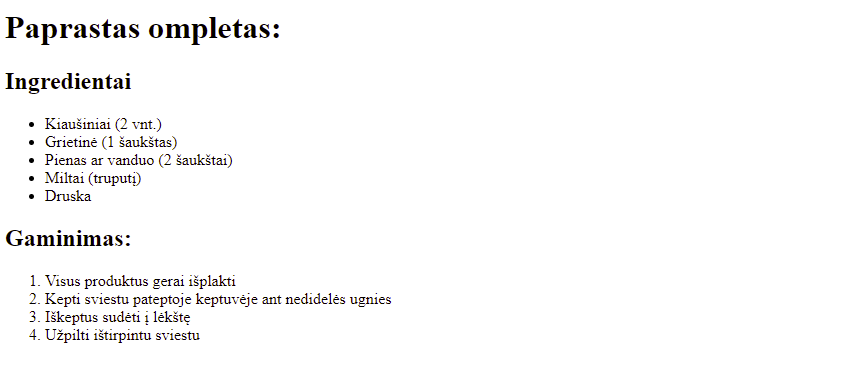 Paprastas ompletas:
Ingredientai
• Kiaušiniai (2 vnt.)
• Grietinė (1 šaukštas)
• Pienas ar vanduo (2 šaukštai)
• Miltai (truputį)
• Druska
Gaminimas:
1. Visus produktus gerai išplakti
2. Kepti sviestu pateptoje keptuvėje ant nedidelės ugnies
3. Iškeptus sudėti į lėkštę
4. Užpilti ištirpintu sviestu